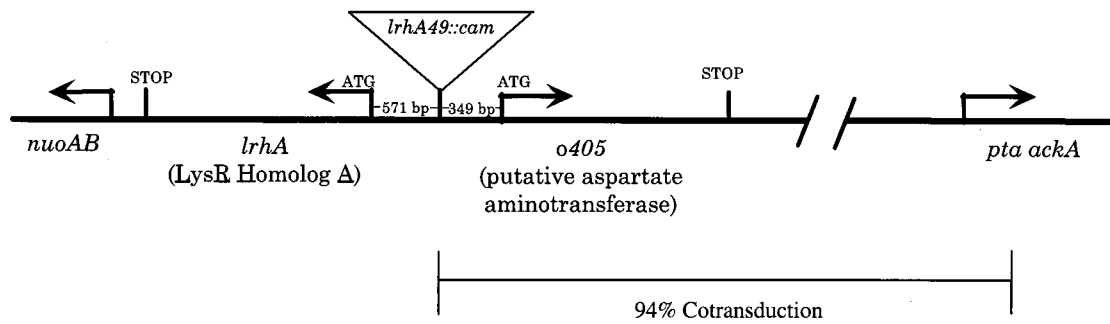 lrhA49::cam
STOP
ATG
ATG
STOP
571 bp
349 bp
nuoAB
lrhA
(LysR Homolog A)
o405
(putative aspartate
aminotransferase)
pta ackA
94% Cotransduction